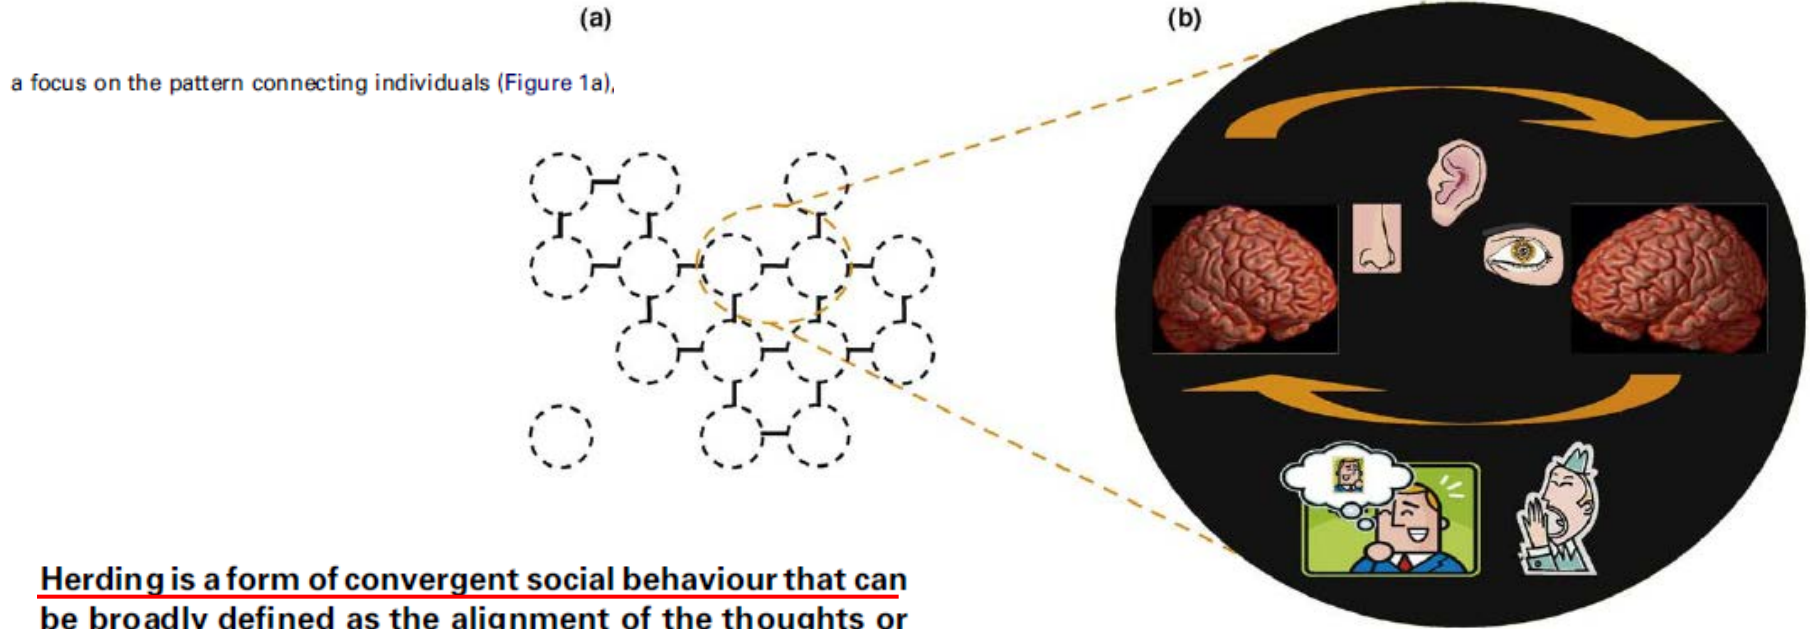 (a)
(b)
a focus on the pattern connecting individuals (Figure 1a),
Herding is a form of convergent social behaviour that can
be broadly defined as the alignment of the thoughts or